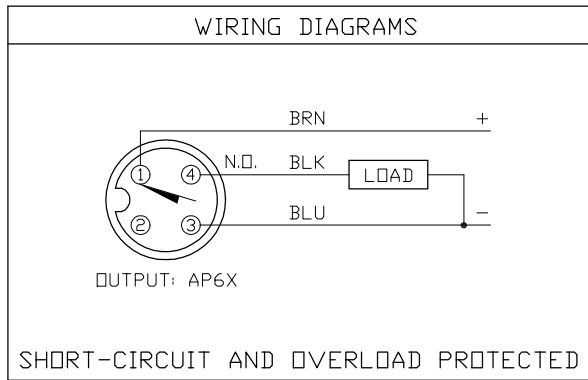 WIRING DIAGRAMS
BRN +
1 4 N.O. BLK LOAD
2 3 BLU −
OUTPUT: AP6X
SHORT-CIRCUIT AND OVERLOAD PROTECTED